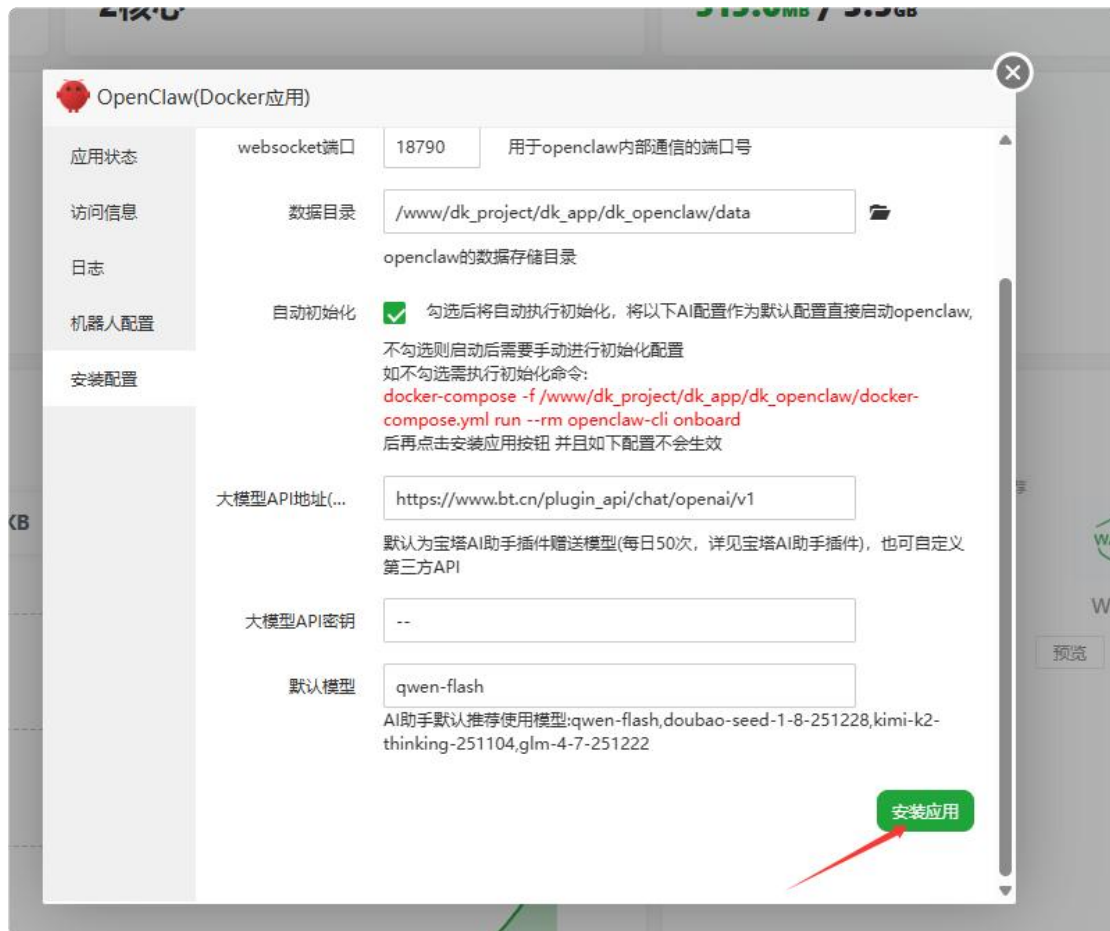 2核心
/ 3.5GB
OpenClaw(Docker应用)
应用状态
访问信息
日志
机器人配置
安装配置
websocket端口 18790 用于openclaw内部通信的端口号
数据目录 /www/dk_project/dk_app/dk_openclaw/data
openclaw的数据存储目录
自动初始化 勾选后将自动执行初始化，将以下AI配置作为默认配置直接启动openclaw,
不勾选则启动后需要手动进行初始化配置
如不勾选需执行初始化命令:
docker-compose -f /www/dk_project/dk_app/dk_openclaw/docker-
compose.yml run --rm openclaw-cli onboard
后再点击安装应用按钮 并且如下配置不会生效
大模型API地址(... https://www.bt.cn/plugin_api/chat/openai/v1
默认为宝塔AI助手插件赠送模型(每日50次，详见宝塔AI助手插件)，也可自定义
第三方API
大模型API密钥 --
默认模型 qwen-flash
AI助手默认推荐使用模型:qwen-flash,doubao-seed-1-8-251228,kimi-k2-
thinking-251104,glm-4-7-251222
安装应用
KB
预览